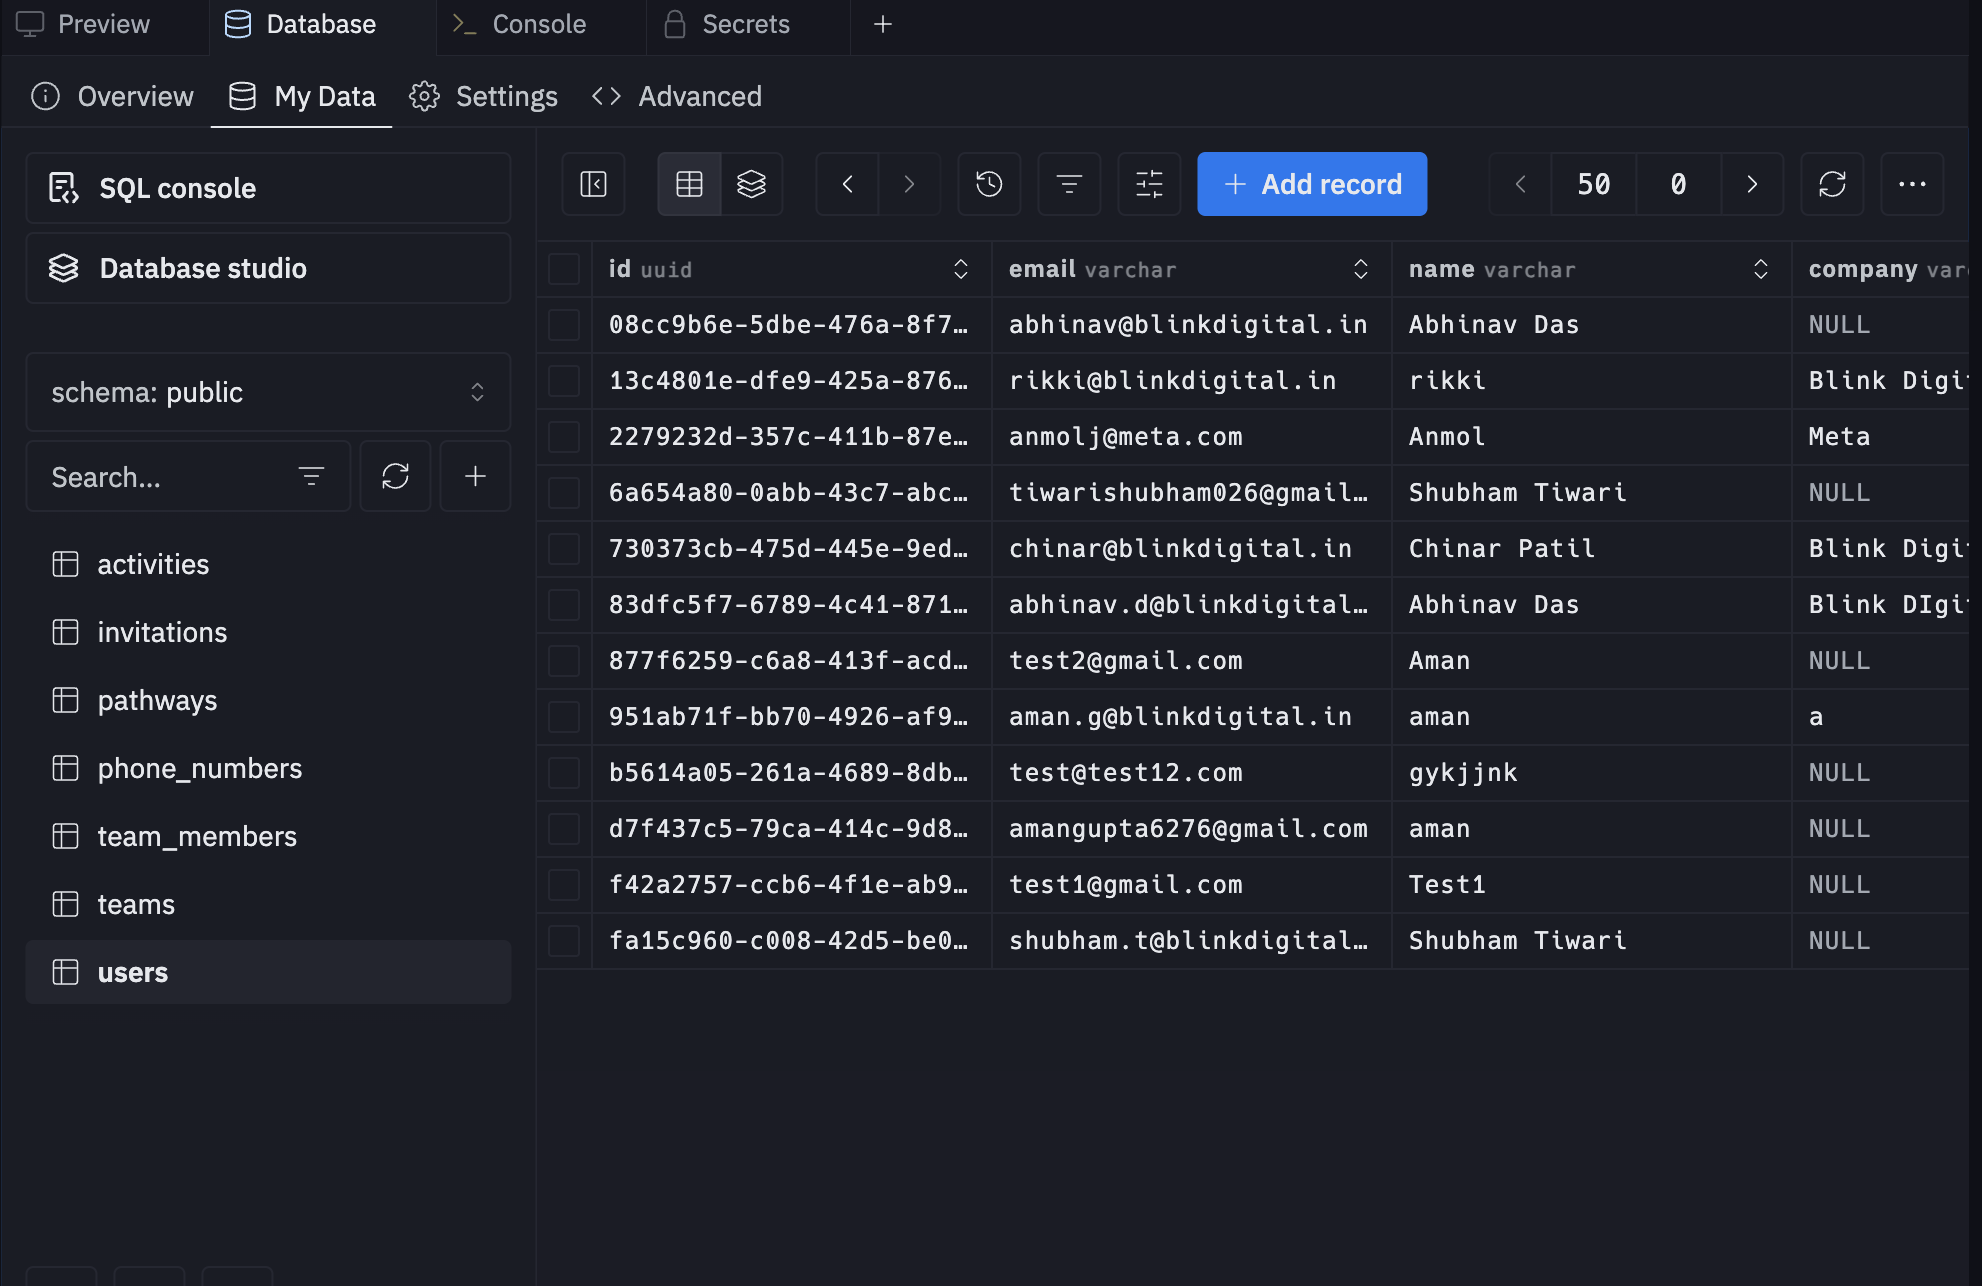 Preview Database Console Secrets
Overview My Data Settings Advanced
SQL console
Database studio
schema: public
Search...
activities
invitations
pathways
phone_numbers
team_members
teams
users
Add record 50 0
id uuid email varchar name varchar company varc
08cc9b6e-5dbe-476a-8f7… abhinav@blinkdigital.in Abhinav Das NULL
13c4801e-dfe9-425a-876… rikki@blinkdigital.in rikki Blink Digit
2279232d-357c-411b-87e… anmolj@meta.com Anmol Meta
6a654a80-0abb-43c7-abc… tiwarishubham026@gmail… Shubham Tiwari NULL
730373cb-475d-445e-9ed… chinar@blinkdigital.in Chinar Patil Blink Digit
83dfc5f7-6789-4c41-871… abhinav.d@blinkdigital… Abhinav Das Blink DIgit
877f6259-c6a8-413f-acd… test2@gmail.com Aman NULL
951ab71f-bb70-4926-af9… aman.g@blinkdigital.in aman a
b5614a05-261a-4689-8db… test@test12.com gykjjnk NULL
d7f437c5-79ca-414c-9d8… amangupta6276@gmail.com aman NULL
f42a2757-ccb6-4f1e-ab9… test1@gmail.com Test1 NULL
fa15c960-c008-42d5-be0… shubham.t@blinkdigital… Shubham Tiwari NULL